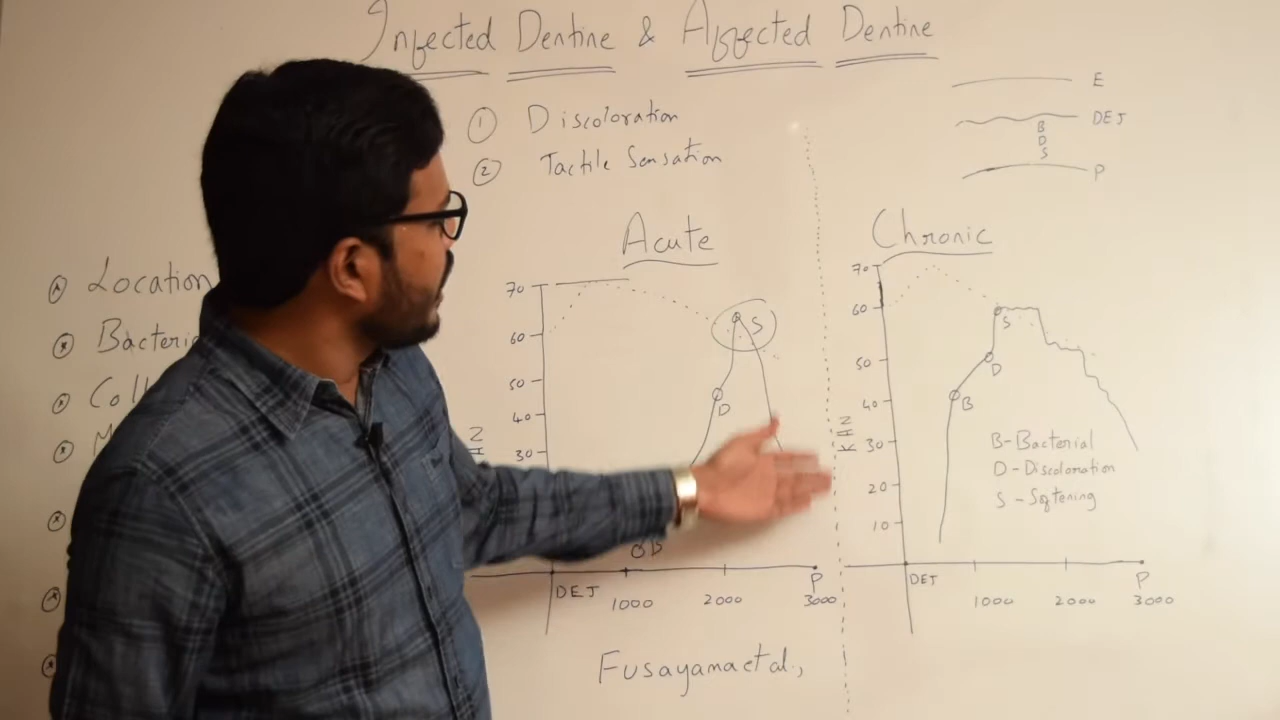 Infected Dentine & Affected Dentine
① Discoloration
② Tactile Sensation
E
DEJ
B
D
S
P
Location
Acute
70
60
50
40
30
S
D
B
DEJ
1000
2000
P
3000
Chronic
70
60
50
40
30
20
10
KHN
S
D
B
B-Bacterial
D-Discoloration
S-Softening
DEJ
1000
2000
P
3000
Fusayama et al.,